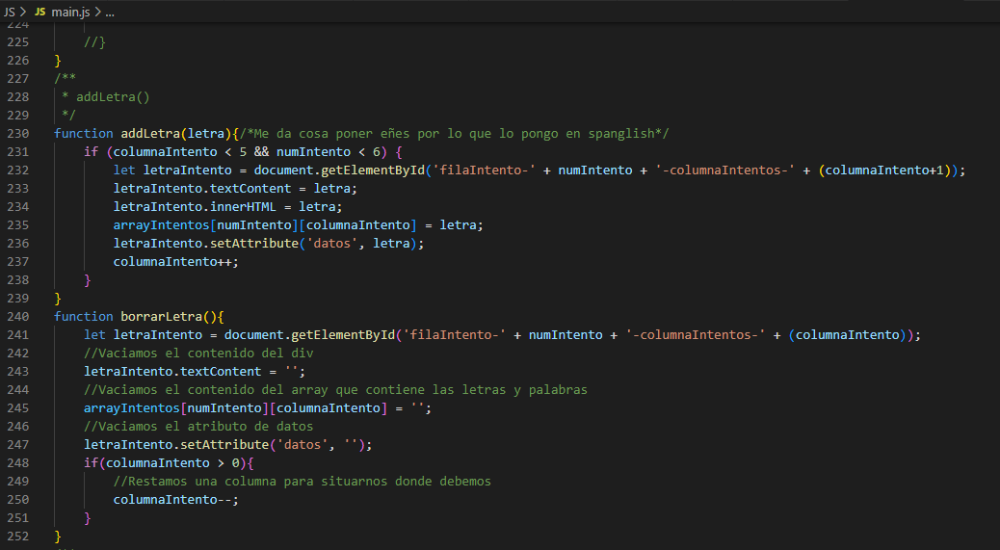 JS > JS main.js > ...
224
225 //}
226 }
227 /**
228 * addLetra()
229 */
230 function addLetra(letra){/*Me da cosa poner eñes por lo que lo pongo en spanglish*/
231 if (columnaIntento < 5 && numIntento < 6) {
232 let letraIntento = document.getElementById('filaIntento-' + numIntento + '-columnaIntentos-' + (columnaIntento+1));
233 letraIntento.textContent = letra;
234 letraIntento.innerHTML = letra;
235 arrayIntentos[numIntento][columnaIntento] = letra;
236 letraIntento.setAttribute('datos', letra);
237 columnaIntento++;
238 }
239 }
240 function borrarLetra(){
241 let letraIntento = document.getElementById('filaIntento-' + numIntento + '-columnaIntentos-' + (columnaIntento));
242 //Vaciamos el contenido del div
243 letraIntento.textContent = '';
244 //Vaciamos el contenido del array que contiene las letras y palabras
245 arrayIntentos[numIntento][columnaIntento] = '';
246 //Vaciamos el atributo de datos
247 letraIntento.setAttribute('datos', '');
248 if(columnaIntento > 0){
249 //Restamos una columna para situarnos donde debemos
250 columnaIntento--;
251 }
252 }